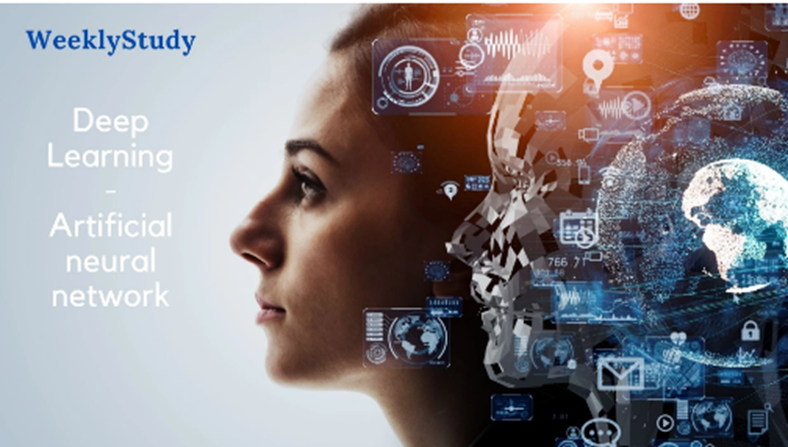 WeeklyStudy
Deep
Learning
-
Artificial
neural
network